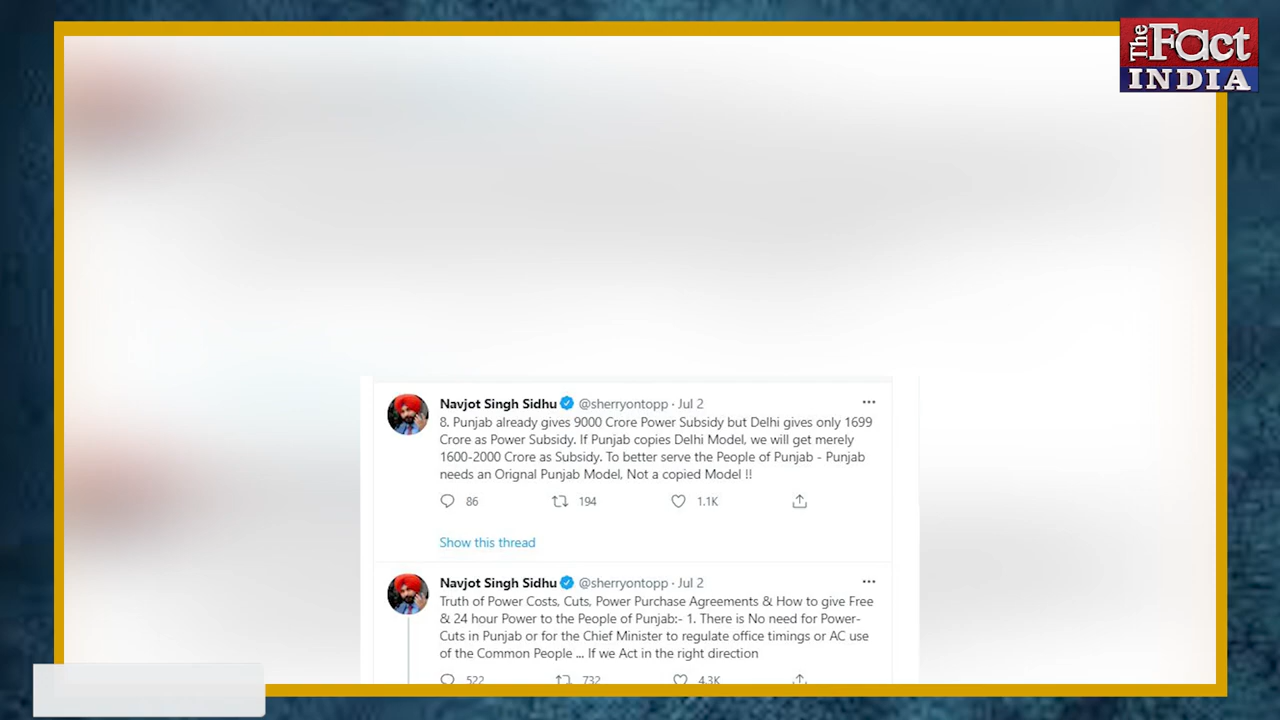 The Fact
INDIA
Navjot Singh Sidhu @sherryontopp · Jul 2
8. Punjab already gives 9000 Crore Power Subsidy but Delhi gives only 1699
Crore as Power Subsidy. If Punjab copies Delhi Model, we will get merely
1600-2000 Crore as Subsidy. To better serve the People of Punjab - Punjab
needs an Orignal Punjab Model, Not a copied Model !!
86 194 1.1K
Show this thread
Navjot Singh Sidhu @sherryontopp · Jul 2
Truth of Power Costs, Cuts, Power Purchase Agreements & How to give Free
& 24 hour Power to the People of Punjab:- 1. There is No need for Power-
Cuts in Punjab or for the Chief Minister to regulate office timings or AC use
of the Common People ... If we Act in the right direction
522 732 4.3K